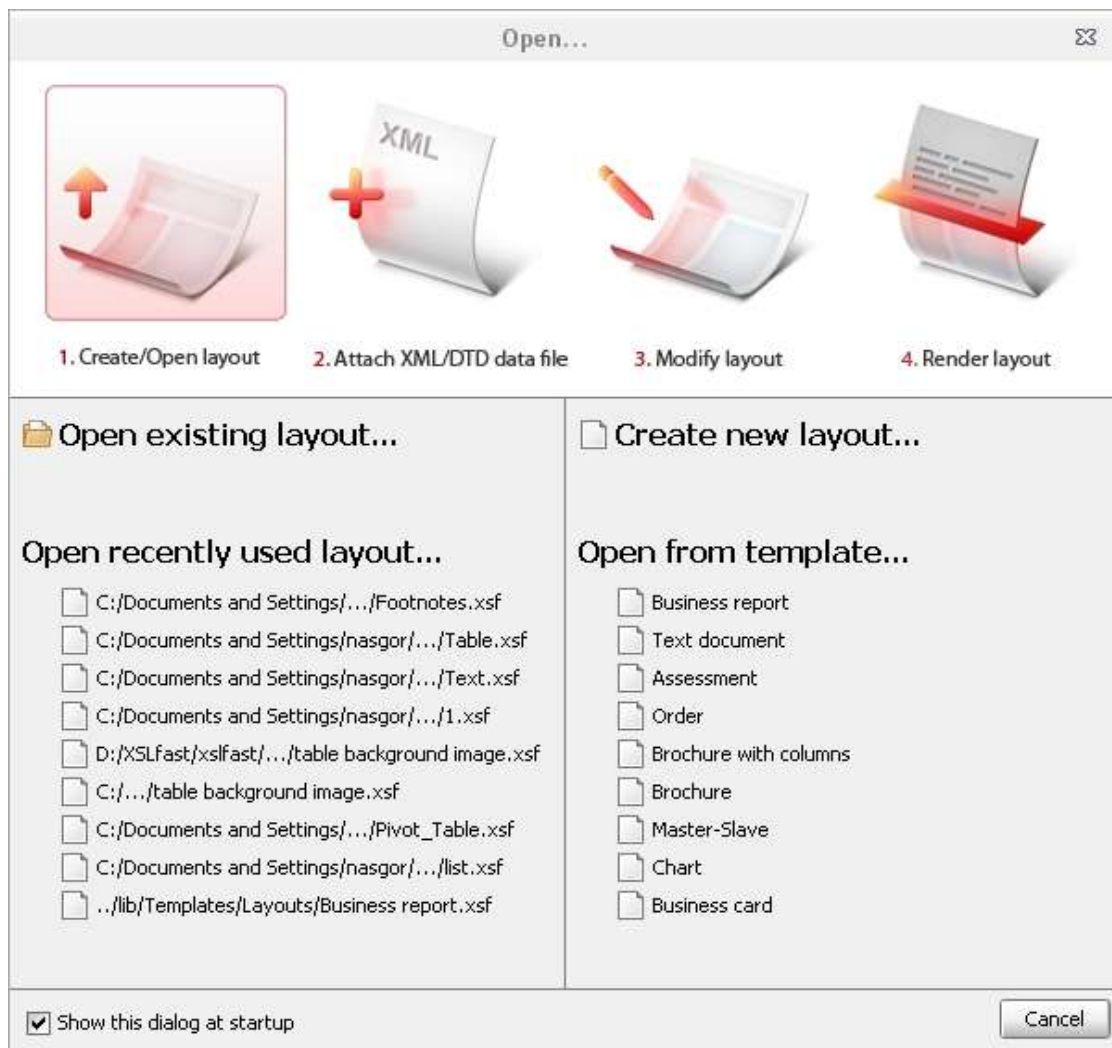 Open...
XML
1. Create/Open layout
2. Attach XML/DTD data file
3. Modify layout
4. Render layout
Open existing layout...
Open recently used layout...
C:/Documents and Settings/.../Footnotes.xsf
C:/Documents and Settings/nasgor/.../Table.xsf
C:/Documents and Settings/nasgor/.../Text.xsf
C:/Documents and Settings/nasgor/.../1.xsf
D:/XSLfast/xslfast/.../table background image.xsf
C:/.../table background image.xsf
C:/Documents and Settings/.../Pivot_Table.xsf
C:/Documents and Settings/nasgor/.../list.xsf
../lib/Templates/Layouts/Business report.xsf
Create new layout...
Open from template...
Business report
Text document
Assessment
Order
Brochure with columns
Brochure
Master-Slave
Chart
Business card
Show this dialog at startup
Cancel